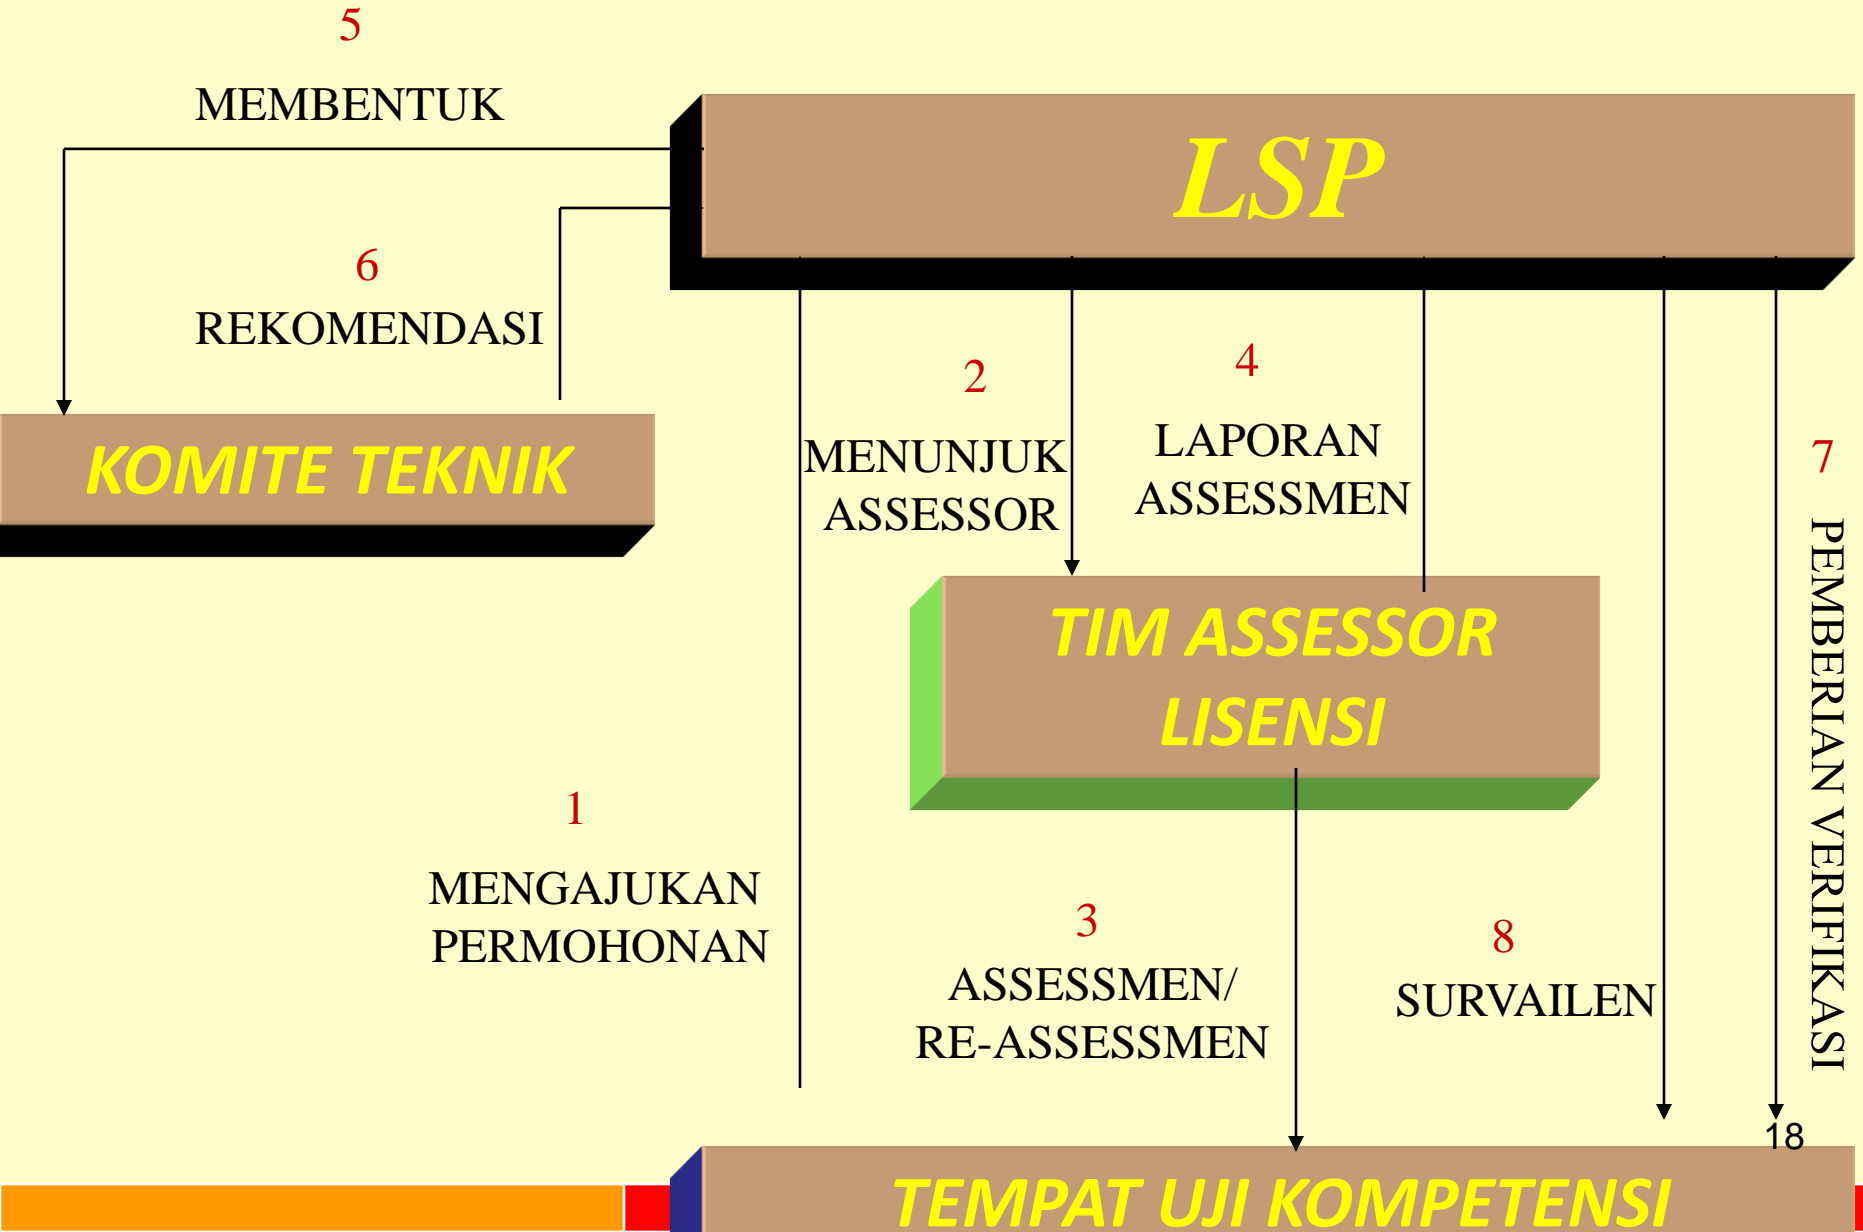 5
MEMBENTUK
LSP
6
REKOMENDASI
KOMITE TEKNIK
2
MENUNJUK
ASSESSOR
4
LAPORAN
ASSESSMEN
7
PEMBERIAN VERIFIKASI
TIM ASSESSOR
LISENSI
1
MENGAJUKAN
PERMOHONAN
3
ASSESSMEN/
RE-ASSESSMEN
8
SURVAILEN
18
TEMPAT UJI KOMPETENSI